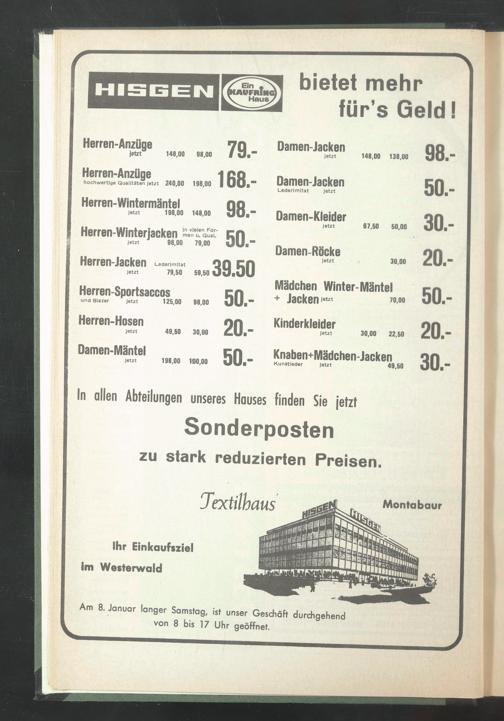 HISGEN
Ein
KAUFRING
Haus
bietet mehr
für's Geld!
Herren-Anzüge
jetzt 148,00 98,00 79.-
Herren-Anzüge
hochwertige Qualitäten jetzt 240,00 198,00 168.-
Herren-Wintermäntel
jetzt 198,00 148,00 98.-
Herren-Winterjacken in vielen For-
men u. Qual.
jetzt 98,00 79,00 50.-
Herren-Jacken Lederimitat
jetzt 79,50 59,50 39.50
Herren-Sportsaccos
und Blazer jetzt 125,00 98,00 50.-
Herren-Hosen
jetzt 49,50 30,00 20.-
Damen-Mäntel
jetzt 198,00 100,00 50.-
Damen-Jacken
jetzt 148,00 138,00 98.-
Damen-Jacken
Lederimitat jetzt 50.-
Damen-Kleider
jetzt 67,50 50,00 30.-
Damen-Röcke
jetzt 30,00 20.-
Mädchen Winter-Mäntel
+ Jacken jetzt 70,00 50.-
Kinderkleider
jetzt 30,00 22,50 20.-
Knaben+Mädchen-Jacken
Kunstleder jetzt 49,50 30.-
In allen Abteilungen unseres Hauses finden Sie jetzt
Sonderposten
zu stark reduzierten Preisen.
Textilhaus
Montabaur
HISGEN
HISGEN
Ihr Einkaufsziel
im Westerwald
Am 8. Januar langer Samstag, ist unser Geschäft durchgehend
von 8 bis 17 Uhr geöffnet.